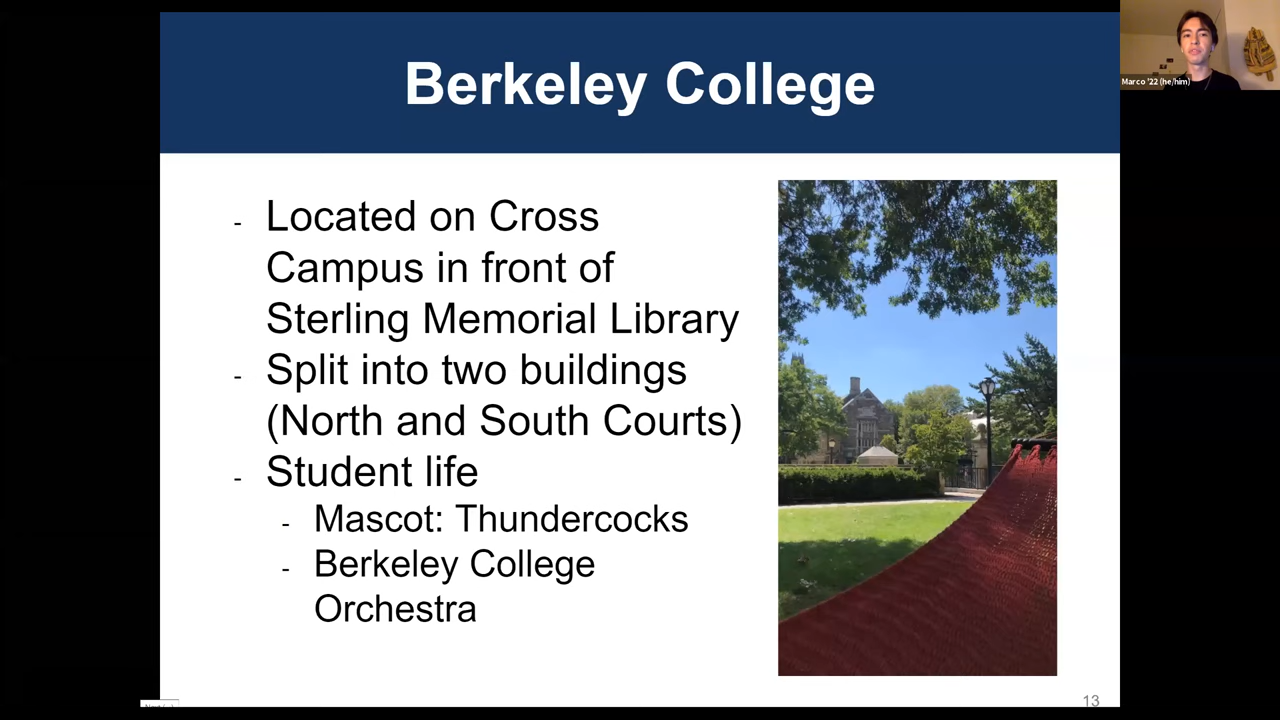 Berkeley College
Marco '22 (he/him)
- Located on Cross
Campus in front of
Sterling Memorial Library
- Split into two buildings
(North and South Courts)
- Student life
- Mascot: Thundercocks
- Berkeley College
Orchestra
13